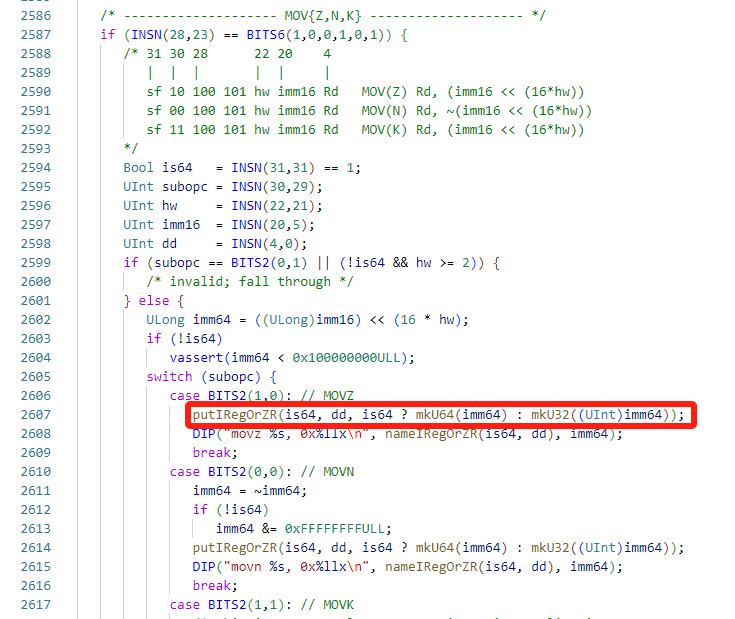 2586 /* -------------------- MOV{Z,N,K} -------------------- */
2587 if (INSN(28,23) == BITS6(1,0,0,1,0,1)) {
2588 /* 31 30 28 22 20 4
2589 | | | | | |
2590 sf 10 100 101 hw imm16 Rd MOV(Z) Rd, (imm16 << (16*hw))
2591 sf 00 100 101 hw imm16 Rd MOV(N) Rd, ~(imm16 << (16*hw))
2592 sf 11 100 101 hw imm16 Rd MOV(K) Rd, (imm16 << (16*hw))
2593 */
2594 Bool is64 = INSN(31,31) == 1;
2595 UInt subopc = INSN(30,29);
2596 UInt hw = INSN(22,21);
2597 UInt imm16 = INSN(20,5);
2598 UInt dd = INSN(4,0);
2599 if (subopc == BITS2(0,1) || (!is64 && hw >= 2)) {
2600 /* invalid; fall through */
2601 } else {
2602 ULong imm64 = ((ULong)imm16) << (16 * hw);
2603 if (!is64)
2604 vassert(imm64 < 0x100000000ULL);
2605 switch (subopc) {
2606 case BITS2(1,0): // MOVZ
2607 putIRegOrZR(is64, dd, is64 ? mkU64(imm64) : mkU32((UInt)imm64));
2608 DIP("movz %s, 0x%llx\n", nameIRegOrZR(is64, dd), imm64);
2609 break;
2610 case BITS2(0,0): // MOVN
2611 imm64 = ~imm64;
2612 if (!is64)
2613 imm64 &= 0xFFFFFFFFULL;
2614 putIRegOrZR(is64, dd, is64 ? mkU64(imm64) : mkU32((UInt)imm64));
2615 DIP("movn %s, 0x%llx\n", nameIRegOrZR(is64, dd), imm64);
2616 break;
2617 case BITS2(1,1): // MOVK